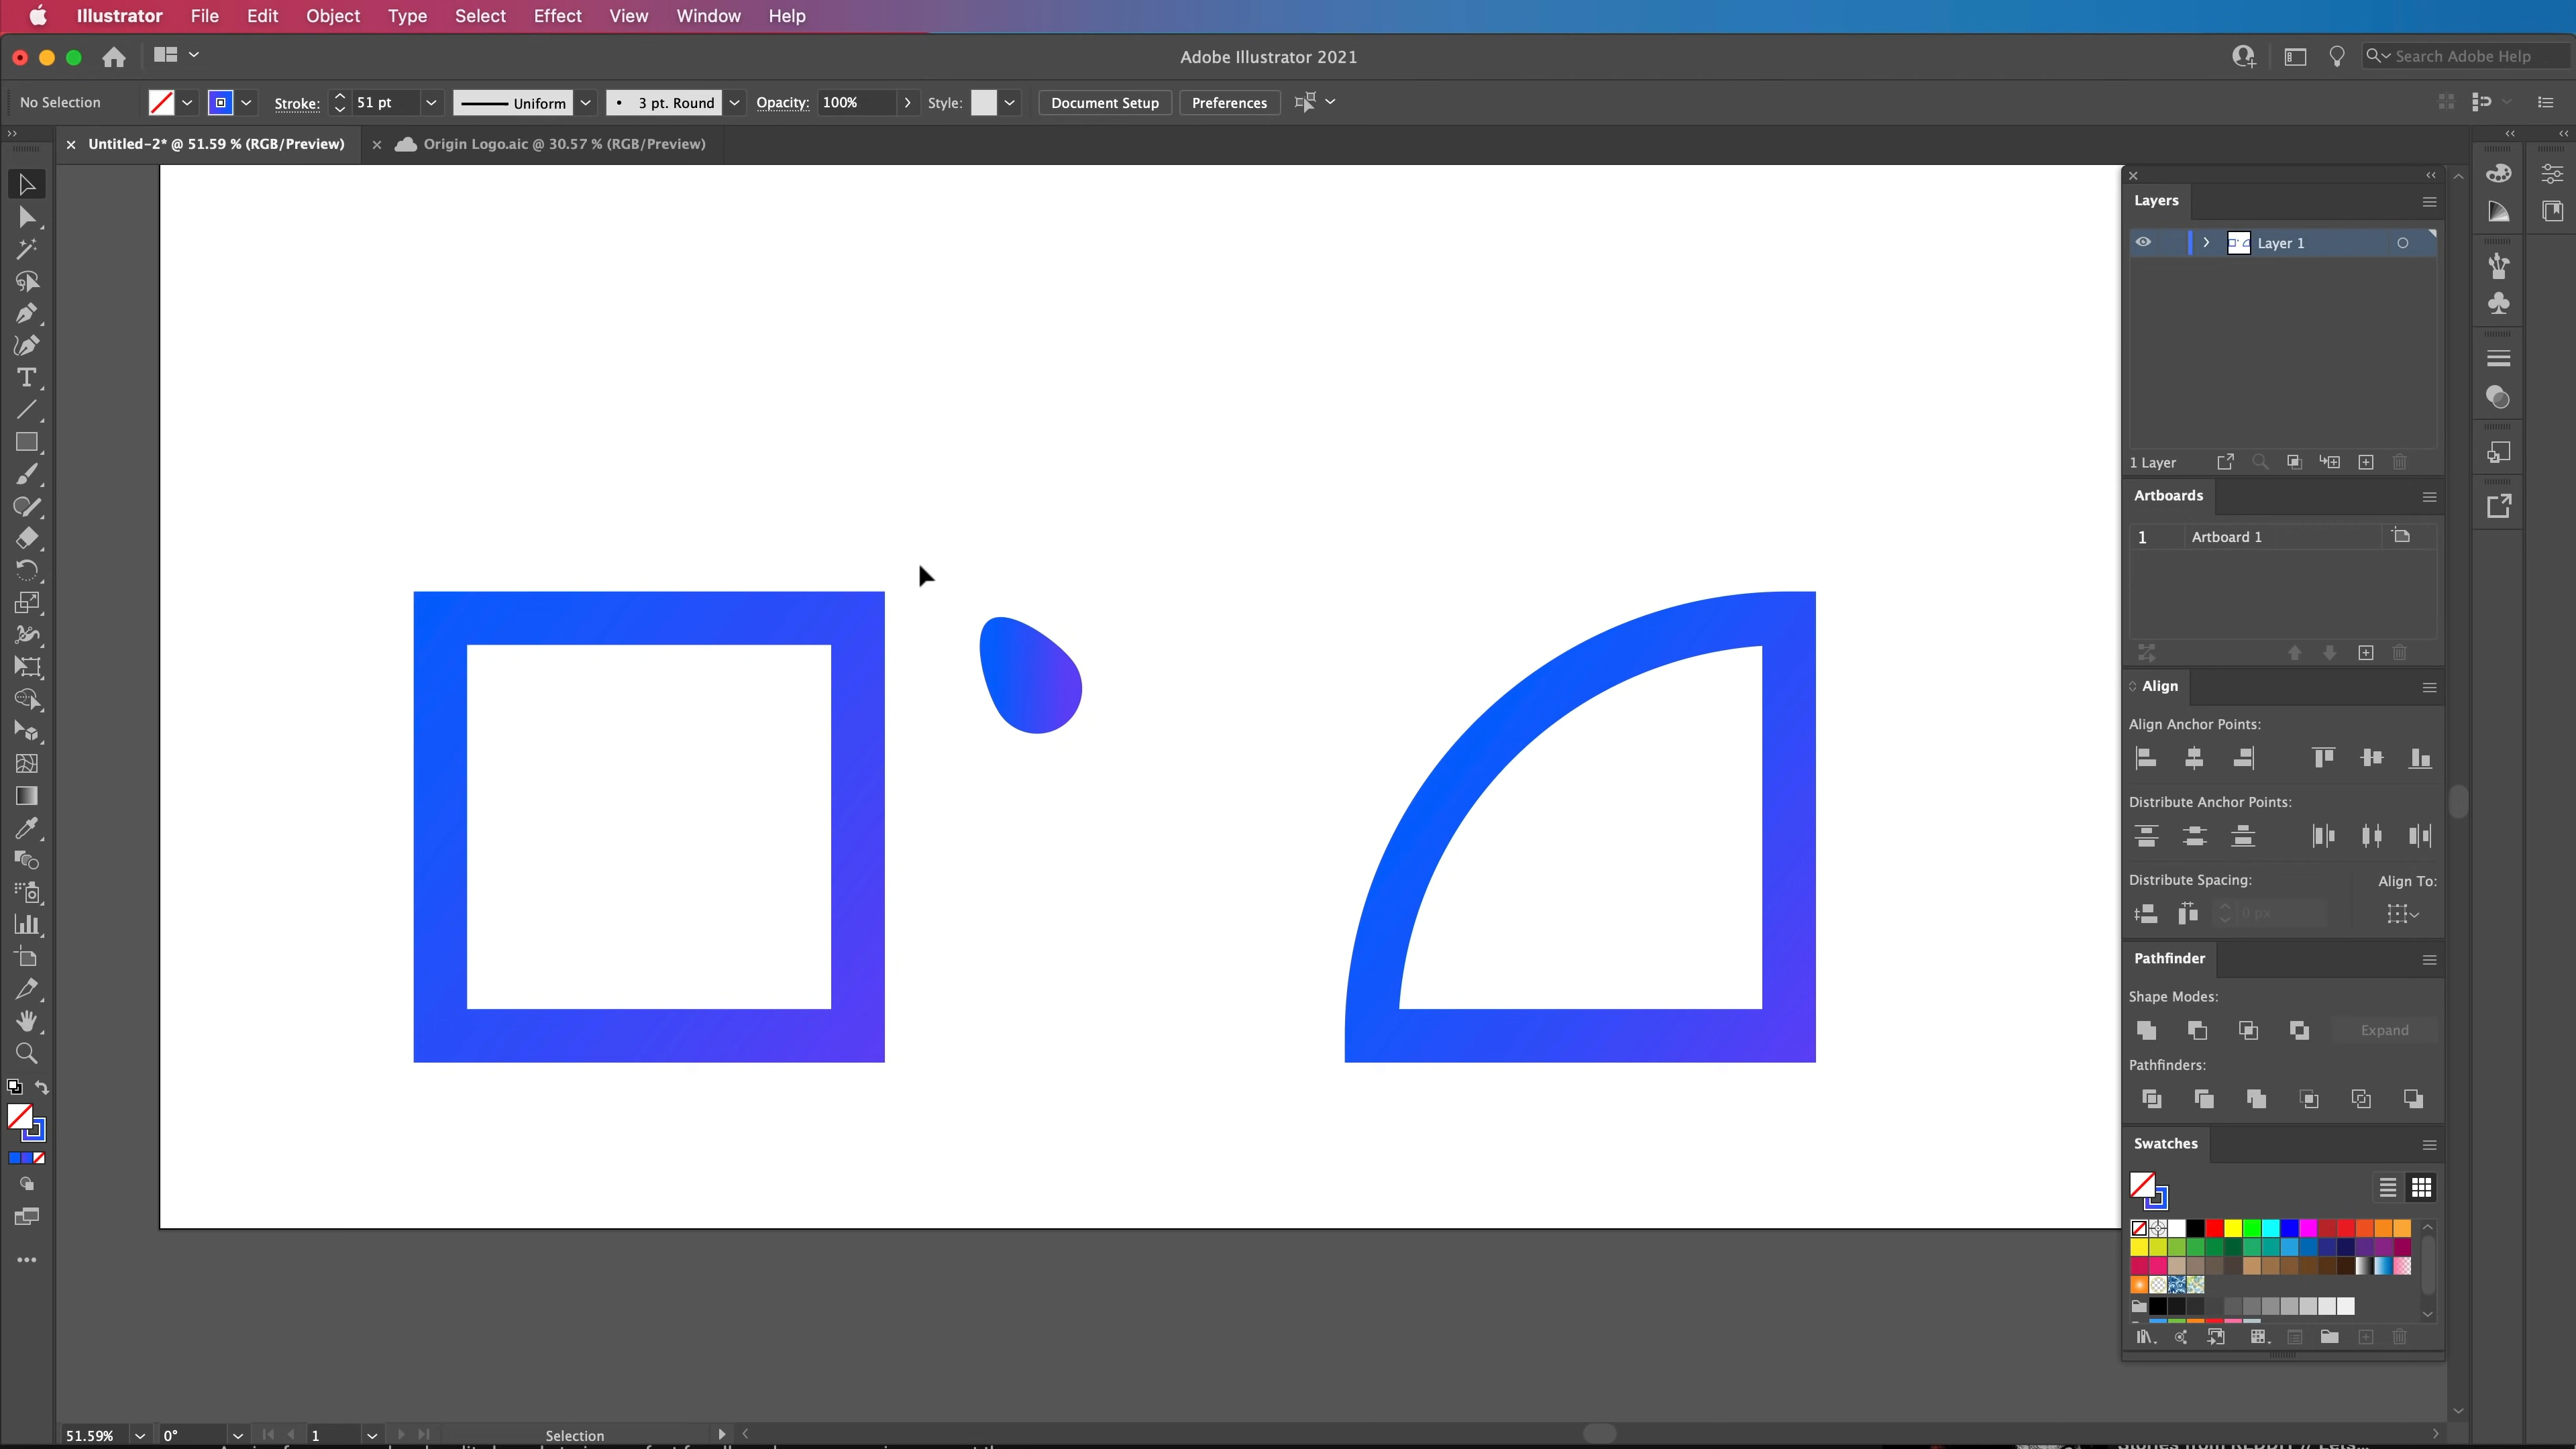 Illustrator File Edit Object Type Select Effect View Window Help
Adobe Illustrator 2021
Search Adobe Help
No Selection Stroke: 51 pt Uniform 3 pt. Round Opacity: 100% Style: Document Setup Preferences
Untitled-2* @ 51.59 % (RGB/Preview) Origin Logo.aic @ 30.57 % (RGB/Preview)
Layers
Layer 1
1 Layer
Artboards
1 Artboard 1
Align
Align Anchor Points:
Distribute Anchor Points:
Distribute Spacing: Align To:
0 px
Pathfinder
Shape Modes:
Expand
Pathfinders:
Swatches
51.59% 0° 1 Selection